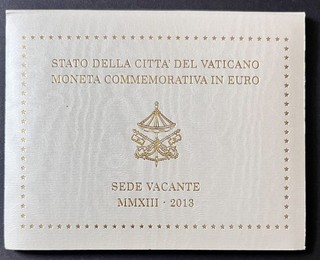 STATO DELLA CITTA' DEL VATICANO
MONETA COMMEMORATIVA IN EURO
SEDE VACANTE
MMXIII - 2013